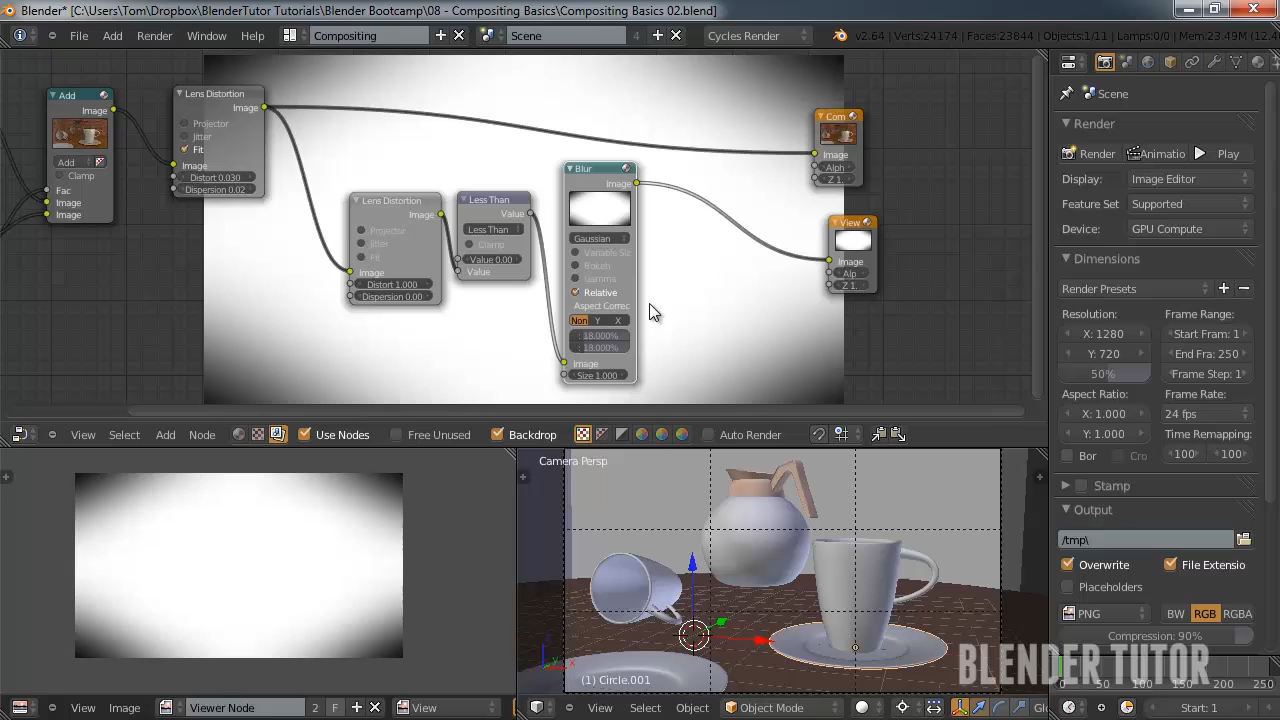 Blender* [C:\Users\Tom\Dropbox\BlenderTutor Tutorials\Blender Bootcamp\08 - Compositing Basics\Compositing Basics 02.blend]
File Add Render Window Help Compositing Scene 4 Cycles Render v2.64 | Verts:24174 | Faces:23844 | Objects:1/11 | Lamps:0/0 | Mem:23.49M (12.4
Add
Image
Add
Clamp
Fac
Image
Image
Lens Distortion
Image
Projector
Jitter
Fit
Image
Distort 0.030
Dispersion 0.02
Lens Distortion
Image
Projector
Jitter
Fit
Image
Distort 1.000
Dispersion 0.00
Less Than
Value
Less Than
Clamp
Value 0.00
Value
Blur
Image
Gaussian
Variable Siz
Bokeh
Gamma
Relative
Aspect Correc
Non Y X
: 18.000%
: 18.000%
Image
Size 1.000
Com
Image
Alph
Z 1.
View
Image
Alp
Z 1.
View Select Add Node Use Nodes Free Unused Backdrop Auto Render
Camera Persp
(1) Circle.001
View Image Viewer Node 2 F View
View Select Object Object Mode Glo
Scene
Render
Render Animatio Play
Display: Image Editor
Feature Set Supported
Device: GPU Compute
Dimensions
Render Presets
Resolution: Frame Range:
X: 1280 Start Fram: 1
Y: 720 End Fra: 250
50% Frame Step: 1
Aspect Ratio: Frame Rate:
X: 1.000 24 fps
Y: 1.000 Time Remapping:
Bor Cro 100 100
Stamp
Output
/tmp\
Overwrite File Extensio
Placeholders
PNG BW RGB RGBA
Compression: 90%
BLENDER TUTOR
0 50 100 150 200 250
Start: 1